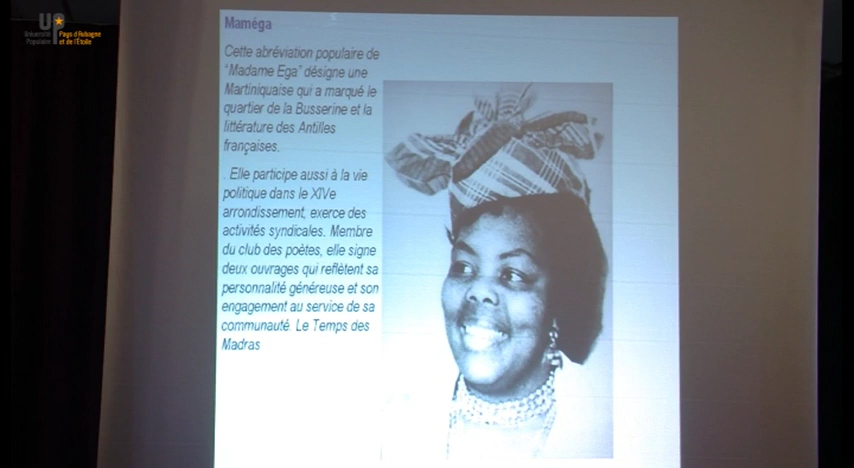 UP
Université
Populaire
Pays d'Aubagne
et de l'Étoile
Maméga
Cette abréviation populaire de
"Madame Ega" désigne une
Martiniquaise qui a marqué le
quartier de la Busserine et la
littérature des Antilles
françaises.
. Elle participe aussi à la vie
politique dans le XIVe
arrondissement, exerce des
activités syndicales. Membre
du club des poètes, elle signe
deux ouvrages qui reflètent sa
personnalité généreuse et son
engagement au service de sa
communauté. Le Temps des
Madras